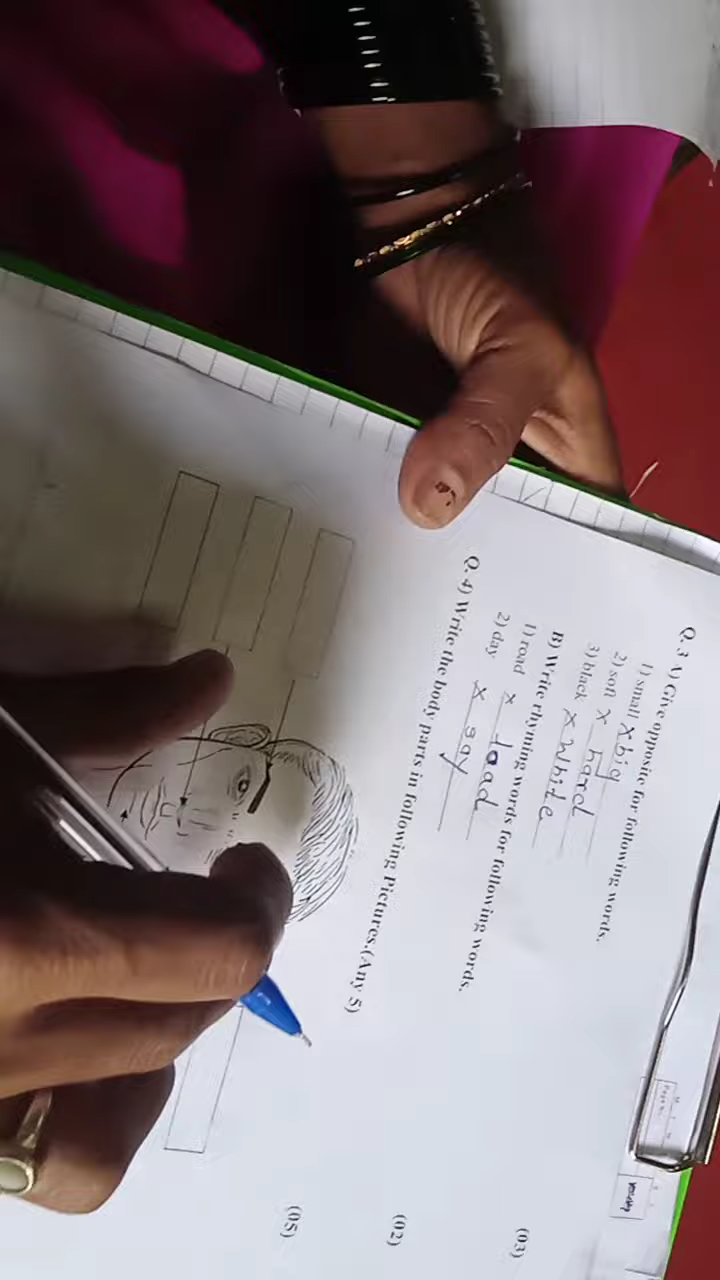 Q.3 A) Give opposite for following words. (03)
1) small x big
2) soft x hard
3) black x white
B) Write rhyming words for following words. (02)
1) road x load
2) day x say
Q.4) Write the body parts in following Pictures.(Any 5) (05)